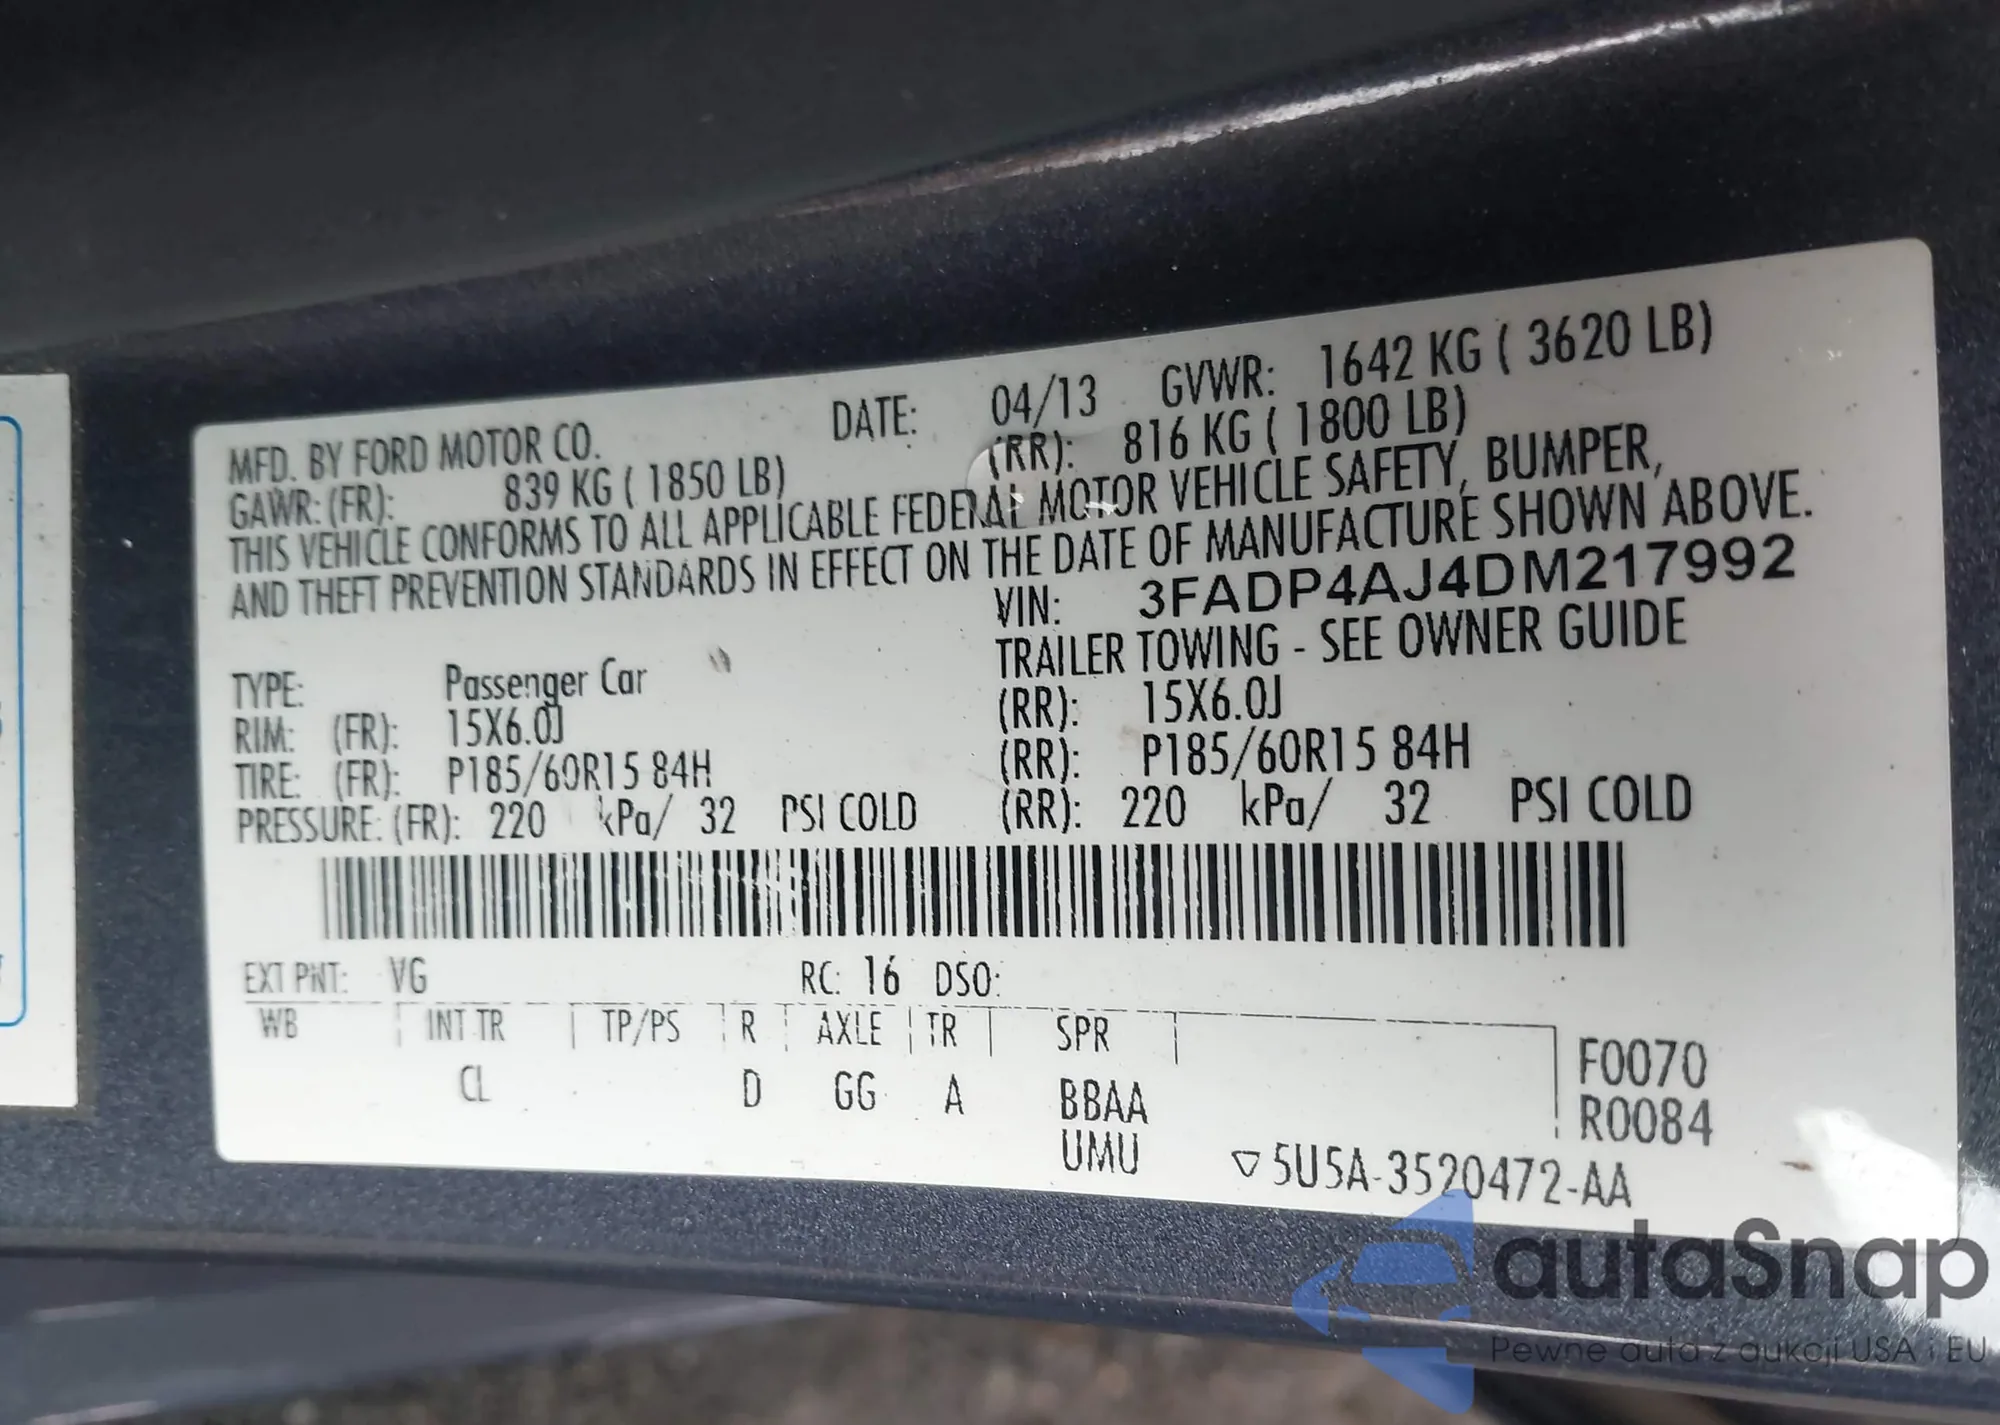 MFD. BY FORD MOTOR CO. DATE: 04/13 GVWR: 1642 KG ( 3620 LB)
GAWR: (FR): 839 KG ( 1850 LB) (RR): 816 KG ( 1800 LB)
THIS VEHICLE CONFORMS TO ALL APPLICABLE FEDERAL MOTOR VEHICLE SAFETY, BUMPER,
AND THEFT PREVENTION STANDARDS IN EFFECT ON THE DATE OF MANUFACTURE SHOWN ABOVE.
VIN: 3FADP4AJ4DM217992
TYPE: Passenger Car TRAILER TOWING - SEE OWNER GUIDE
RIM: (FR): 15X6.0J (RR): 15X6.0J
TIRE: (FR): P185/60R15 84H (RR): P185/60R15 84H
PRESSURE: (FR): 220 kPa/ 32 PSI COLD (RR): 220 kPa/ 32 PSI COLD
EXT PNT: VG RC: 16 DSO:
WB INT TR TP/PS R AXLE TR SPR F0070
CL D GG A BBAA R0084
UMU 5U5A-3520472-AA
autaSnap
Pewne auta z aukcji USA i EU